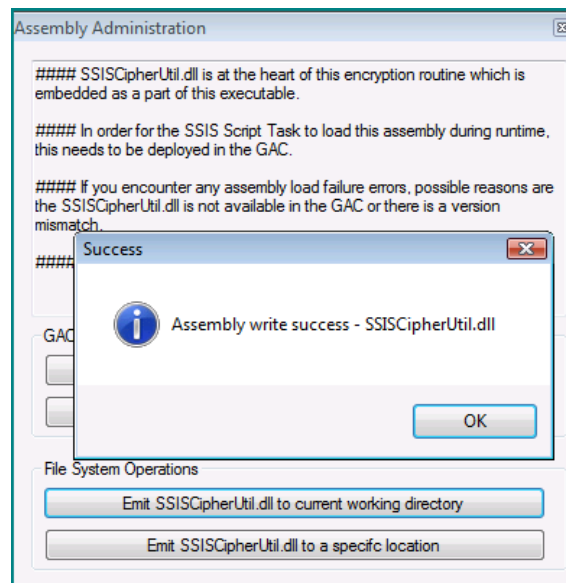 Assembly Administration
#### SSISCipherUtil.dll is at the heart of this encryption routine which is
embedded as a part of this executable.
#### In order for the SSIS Script Task to load this assembly during runtime,
this needs to be deployed in the GAC.
#### If you encounter any assembly load failure errors, possible reasons are
the SSISCipherUtil.dll is not available in the GAC or there is a version
mismatch.
####
Success
Assembly write success - SSISCipherUtil.dll
GAC
OK
File System Operations
Emit SSISCipherUtil.dll to current working directory
Emit SSISCipherUtil.dll to a specifc location